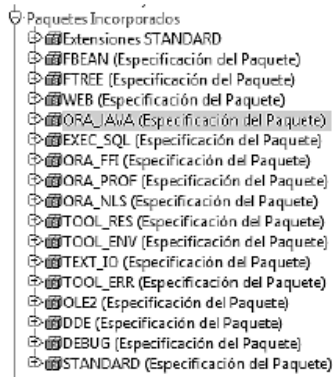 Paquetes Incorporados
Extensiones STANDARD
FBEAN (Especificación del Paquete)
FTREE (Especificación del Paquete)
WEB (Especificación del Paquete)
ORA_JAVA (Especificación del Paquete)
EXEC_SQL (Especificación del Paquete)
ORA_FFI (Especificación del Paquete)
ORA_PROF (Especificación del Paquete)
ORA_NLS (Especificación del Paquete)
TOOL_RES (Especificación del Paquete)
TOOL_ENV (Especificación del Paquete)
TEXT_IO (Especificación del Paquete)
TOOL_ERR (Especificación del Paquete)
OLE2 (Especificación del Paquete)
DDE (Especificación del Paquete)
DEBUG (Especificación del Paquete)
STANDARD (Especificación del Paquete)